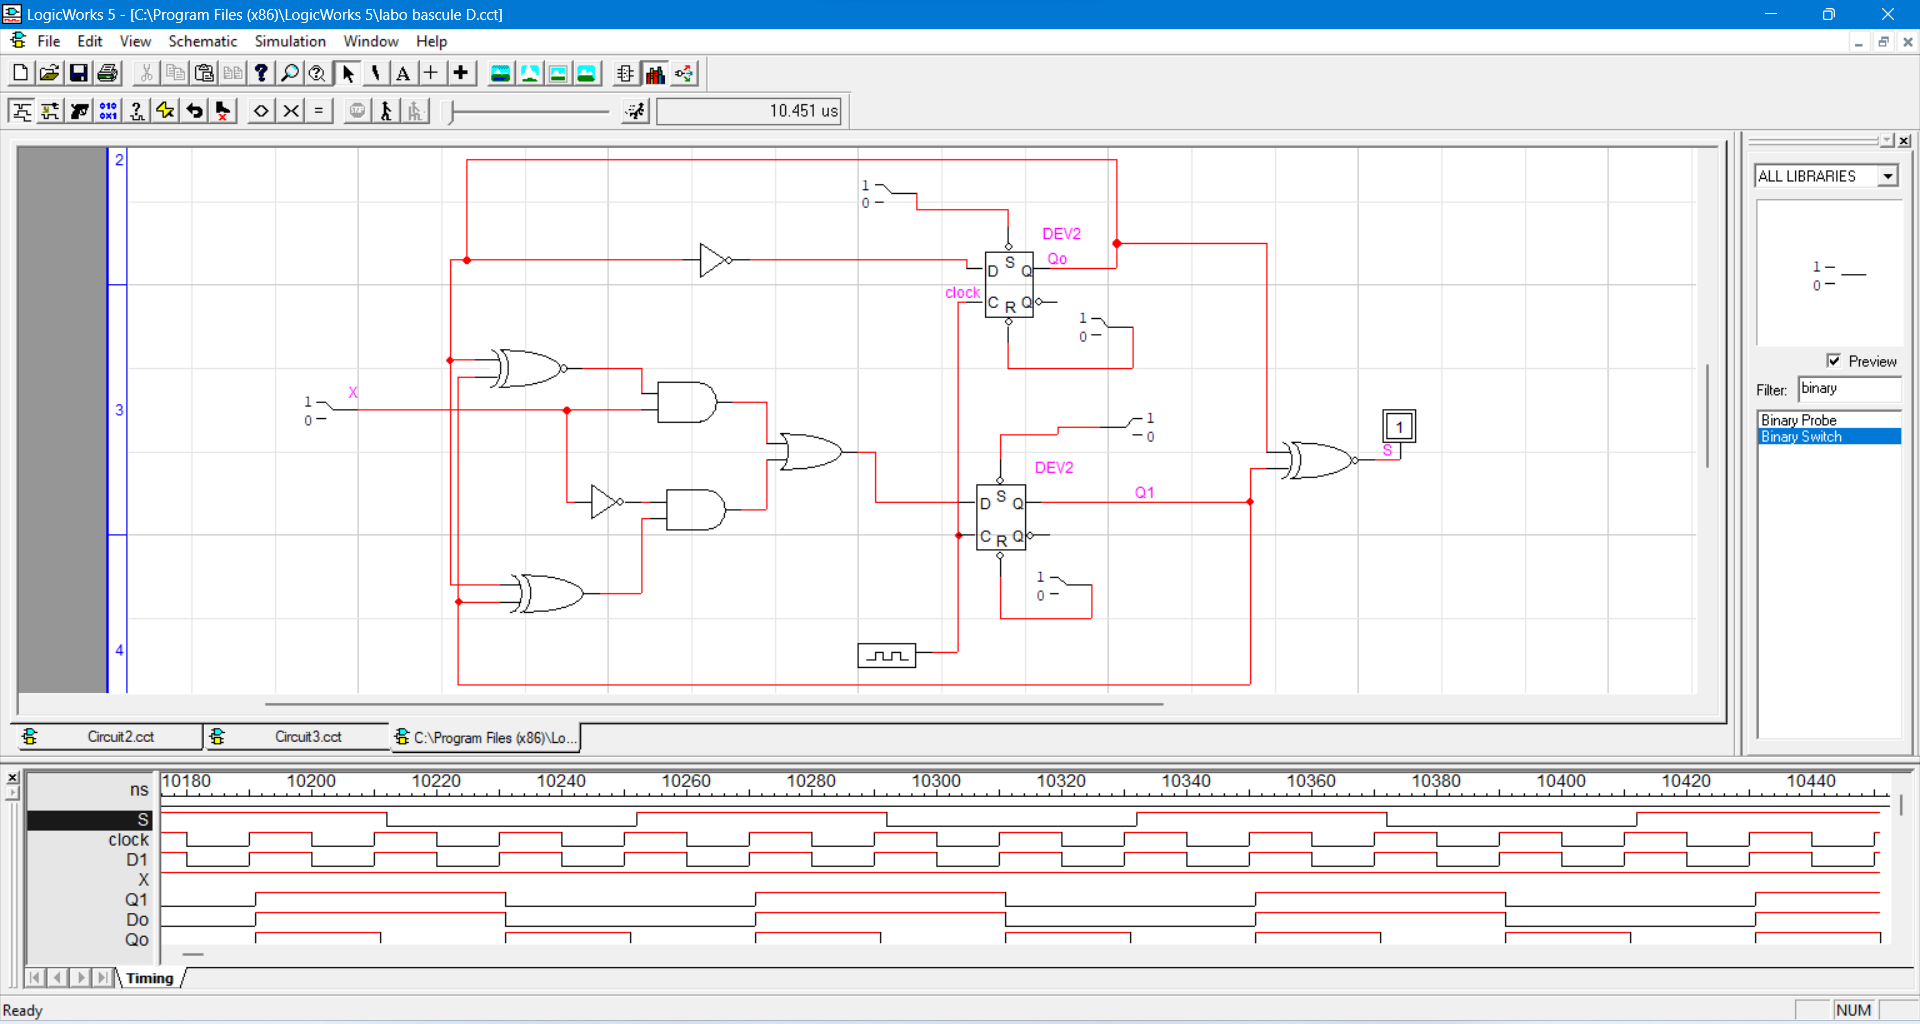 LogicWorks 5 - [C:\Program Files (x86)\LogicWorks 5\labo bascule D.cct]
File Edit View Schematic Simulation Window Help
10.451 us
2
1
0
DEV2
Qo
D S Q
clock
C R Q
1
0
X
1
0
3
1
0
1
S
DEV2
Q1
D S Q
C R Q
1
0
4
ALL LIBRARIES
1
0
Preview
Filter: binary
Binary Probe
Binary Switch
Circuit2.cct Circuit3.cct C:\Program Files (x86)\Lo...
ns 10180 10200 10220 10240 10260 10280 10300 10320 10340 10360 10380 10400 10420 10440
S
clock
D1
X
Q1
Do
Qo
Timing
Ready NUM